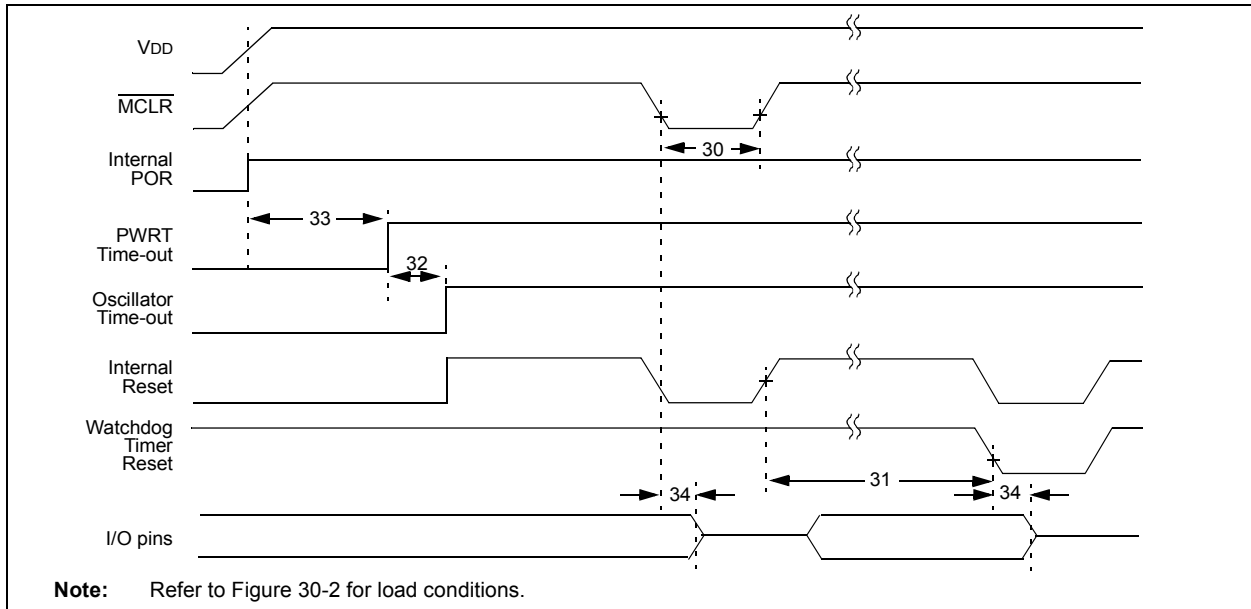 VDD
MCLR
30
Internal
POR
33
PWRT
Time-out
32
Oscillator
Time-out
Internal
Reset
Watchdog
Timer
Reset
31
34
34
I/O pins
Note: Refer to Figure 30-2 for load conditions.